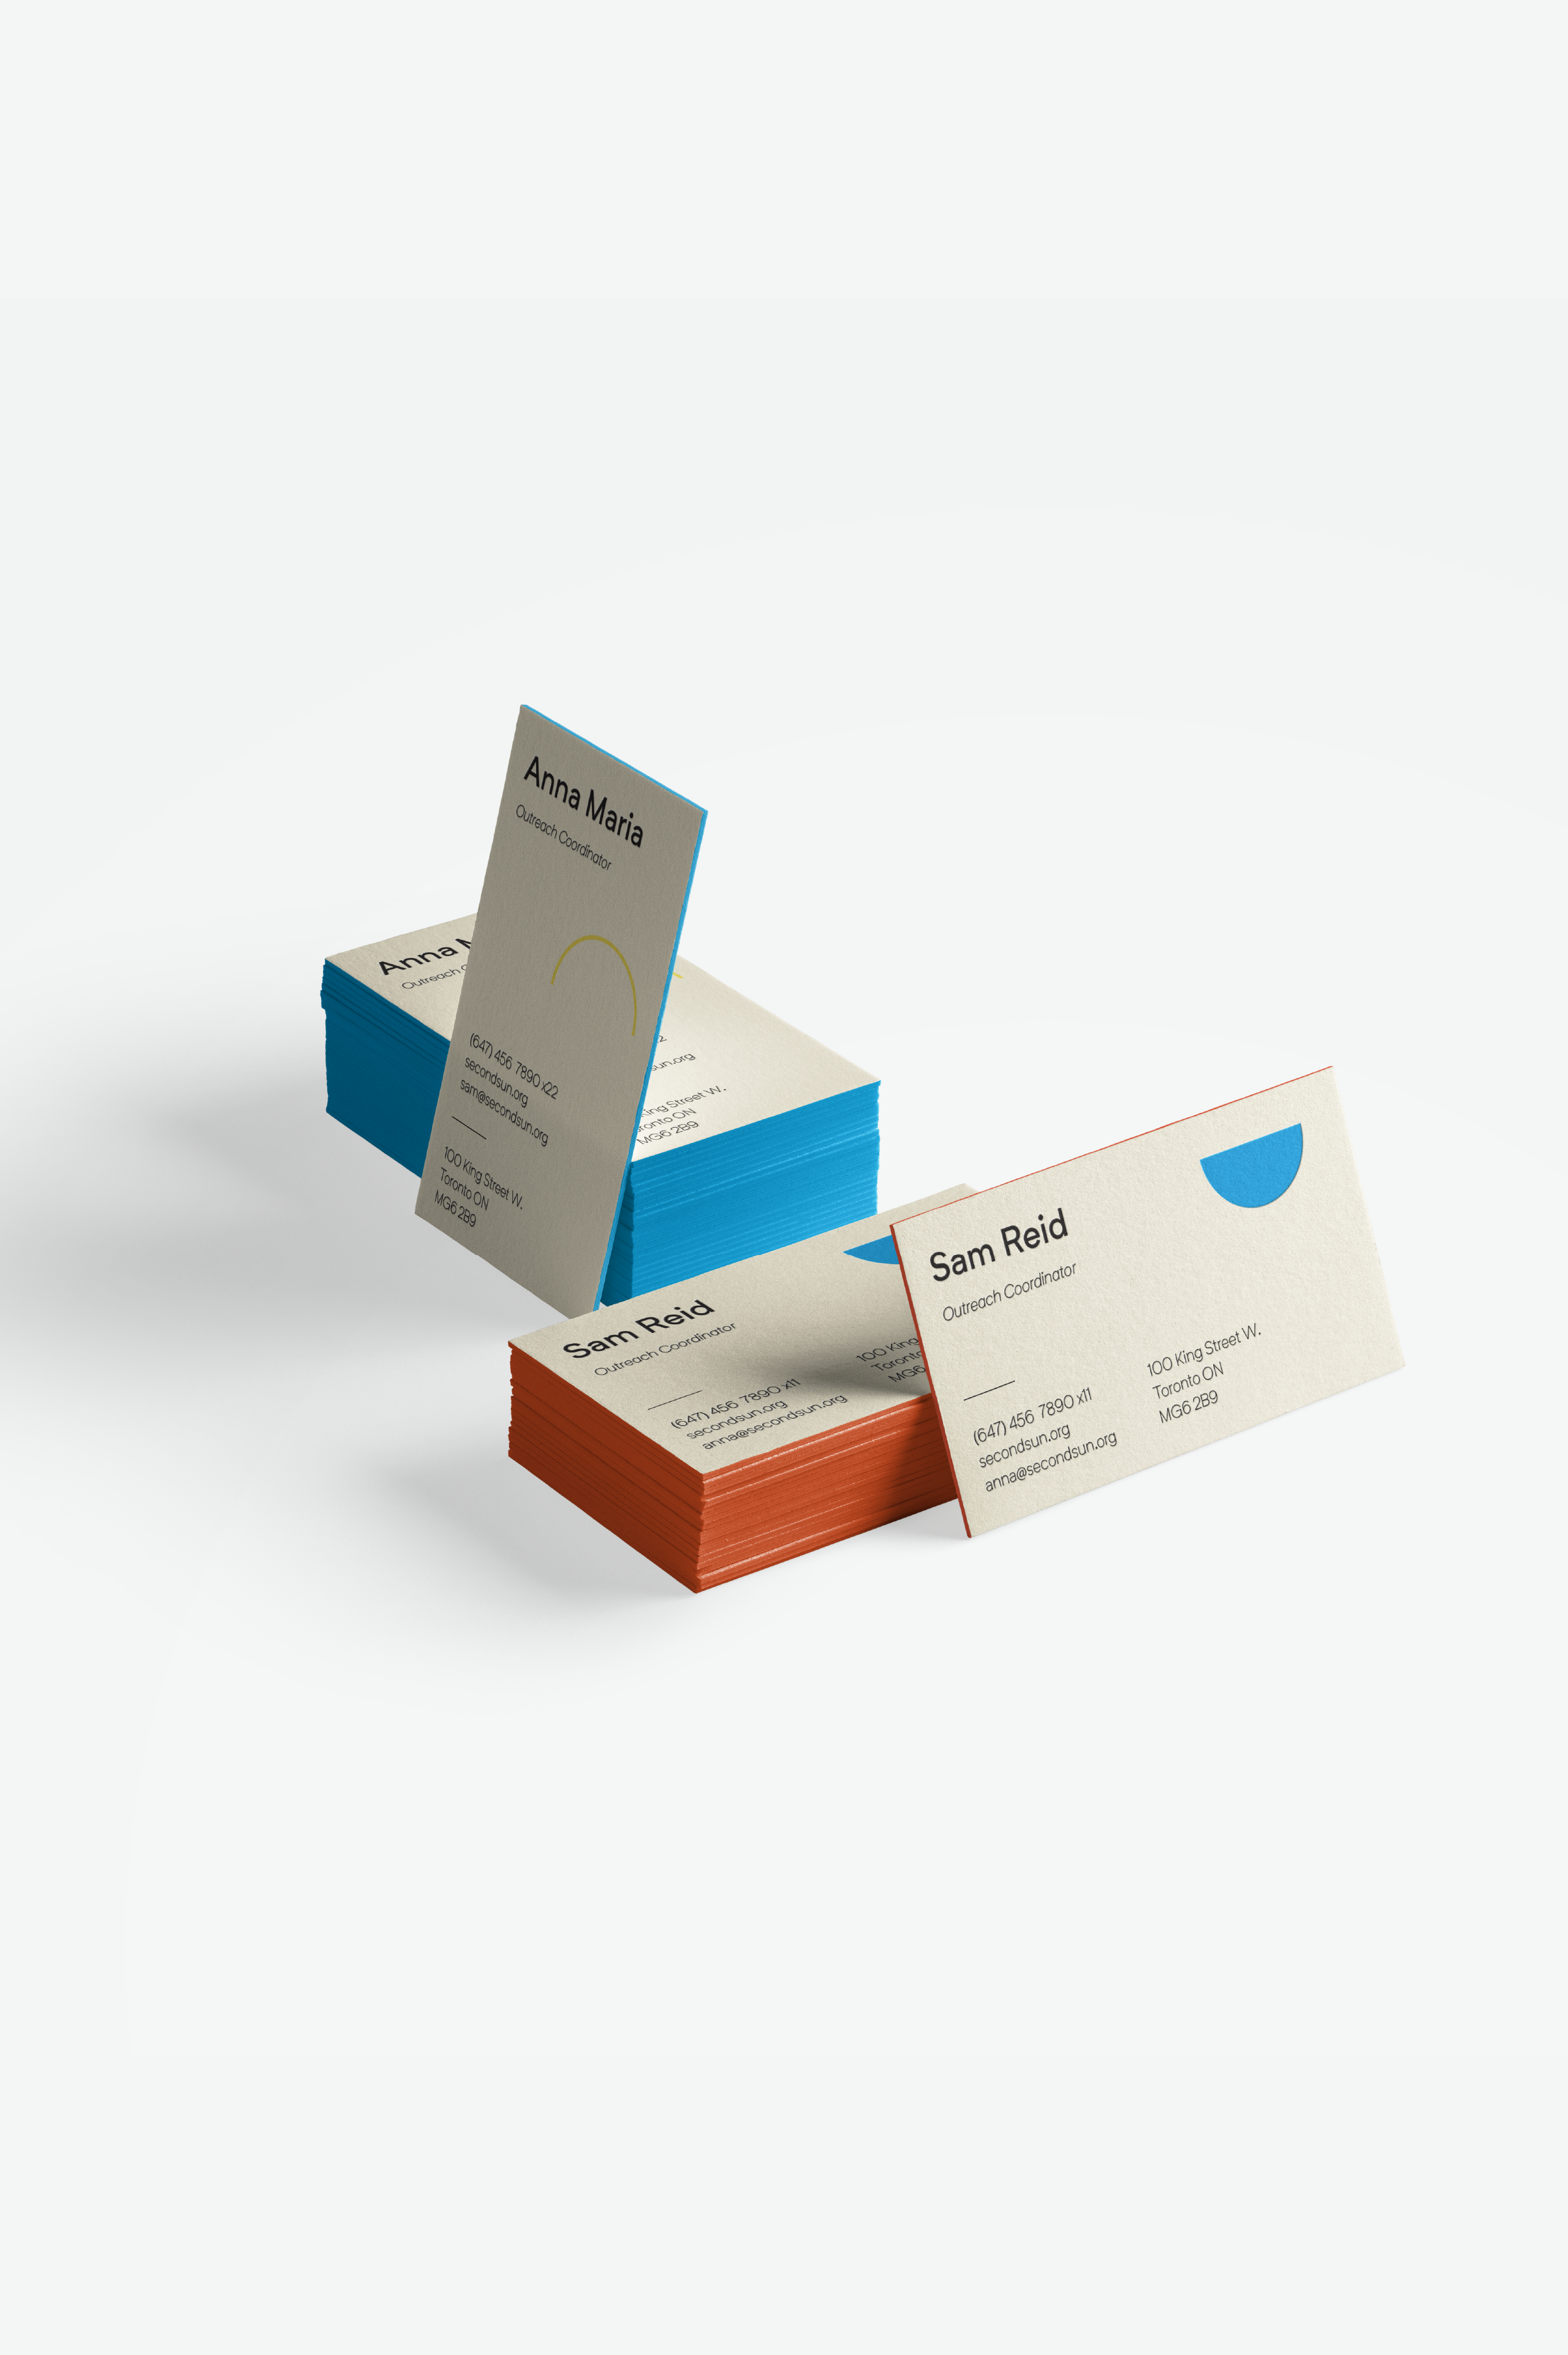 Anna Maria
Outreach Coordinator
(647) 456 7890 x22
secondsun.org
sam@secondsun.org
100 King Street W.
Toronto ON
MG6 2B9
Anna
Outreach
King Street W.
ON
MG6 2B9
Sam Reid
Outreach Coordinator
(647) 456 7890 x11
secondsun.org
anna@secondsun.org
100 King
MG6
Sam Reid
Outreach Coordinator
(647) 456 7890 x11
secondsun.org
anna@secondsun.org
100 King Street W.
Toronto ON
MG6 2B9